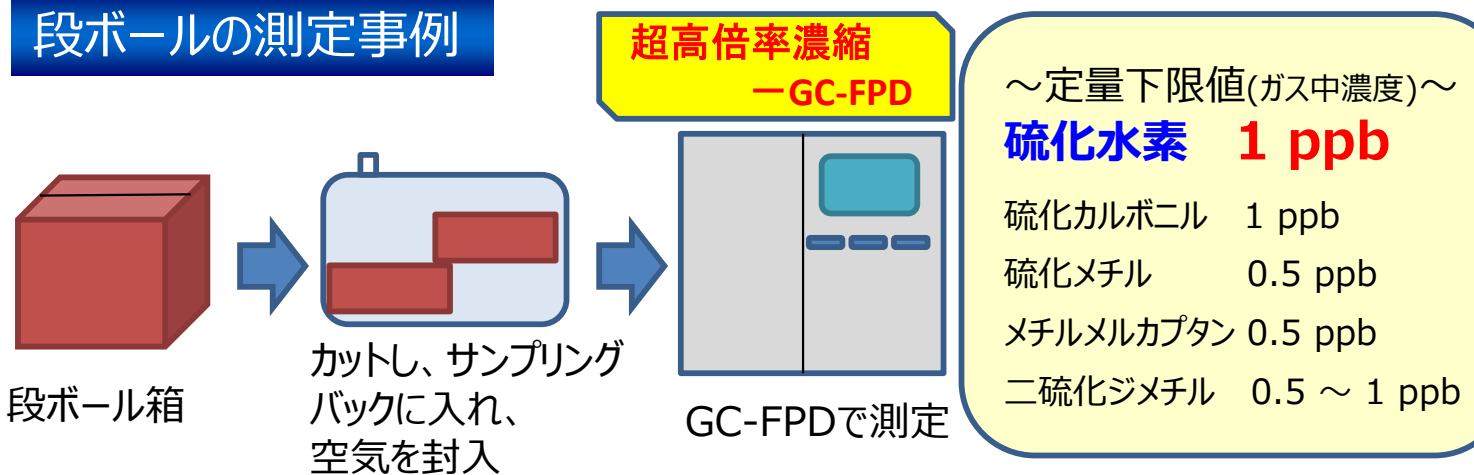 段ボールの測定事例
超高倍率濃縮
ーGC-FPD
段ボール箱
カットし、サンプリング
バックに入れ、
空気を封入
GC-FPDで測定
～定量下限値(ガス中濃度)～
硫化水素 1 ppb
硫化カルボニル 1 ppb
硫化メチル 0.5 ppb
メチルメルカプタン 0.5 ppb
二硫化ジメチル 0.5 ～ 1 ppb